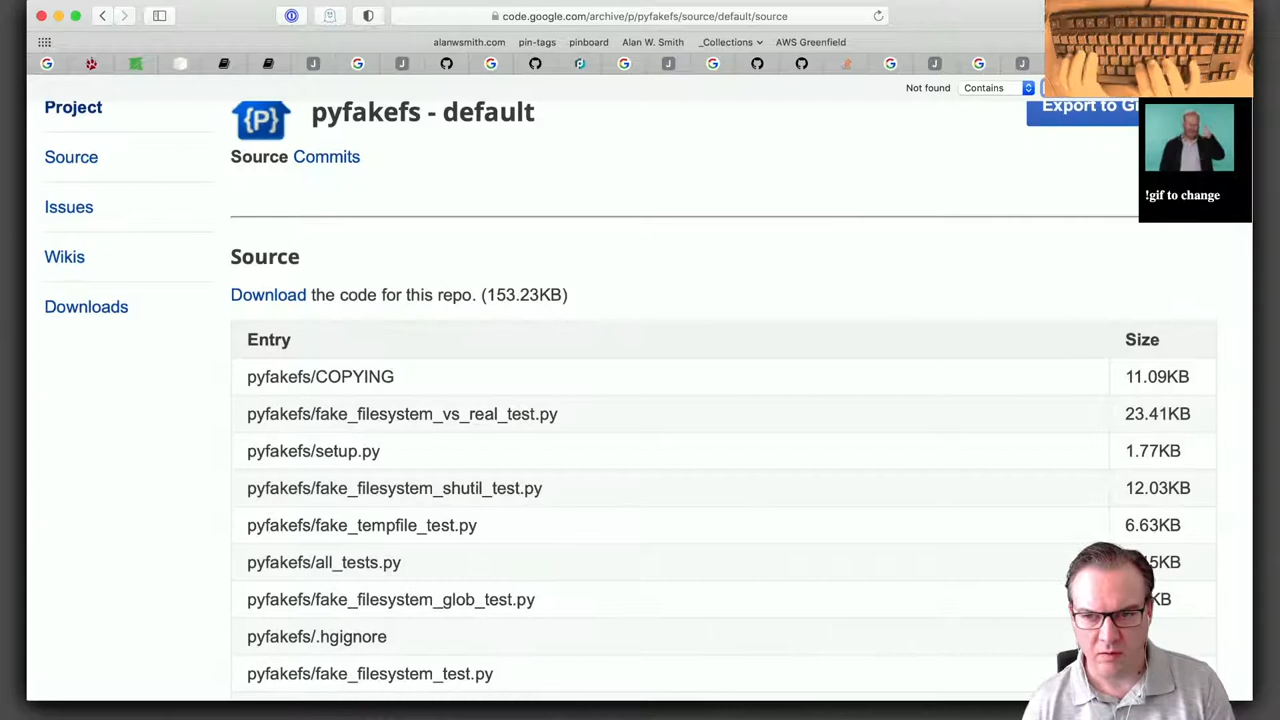 code.google.com/archive/p/pyfakefs/source/default/source
alanwsmith.com pin-tags pinboard Alan W. Smith _Collections AWS Greenfield
Not found Contains
Project
Source
Issues
Wikis
Downloads
{P}
pyfakefs - default
Export to
Source Commits
!gif to change
Source
Download the code for this repo. (153.23KB)
Entry Size
pyfakefs/COPYING 11.09KB
pyfakefs/fake_filesystem_vs_real_test.py 23.41KB
pyfakefs/setup.py 1.77KB
pyfakefs/fake_filesystem_shutil_test.py 12.03KB
pyfakefs/fake_tempfile_test.py 6.63KB
pyfakefs/all_tests.py
pyfakefs/fake_filesystem_glob_test.py
pyfakefs/.hgignore
pyfakefs/fake_filesystem_test.py